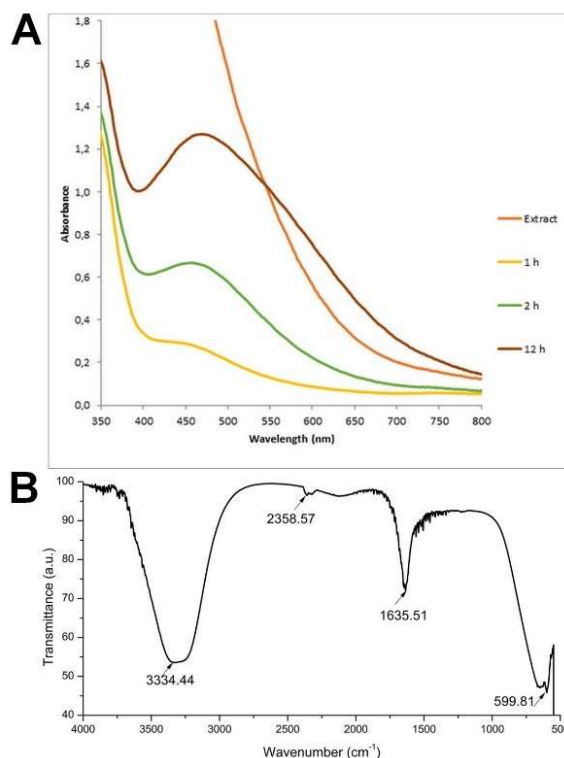 A
1,8
1,6
1,4
1,2
1,0
0,8
0,6
0,4
0,2
0,0
Absorbance
350 400 450 500 550 600 650 700 750 800
Wavelength (nm)
Extract
1 h
2 h
12 h
B
100
90
80
70
60
50
40
Transmittance (a.u.)
2358.57
1635.51
3334.44
599.81
4000 3500 3000 2500 2000 1500 1000 500
Wavenumber (cm⁻¹)